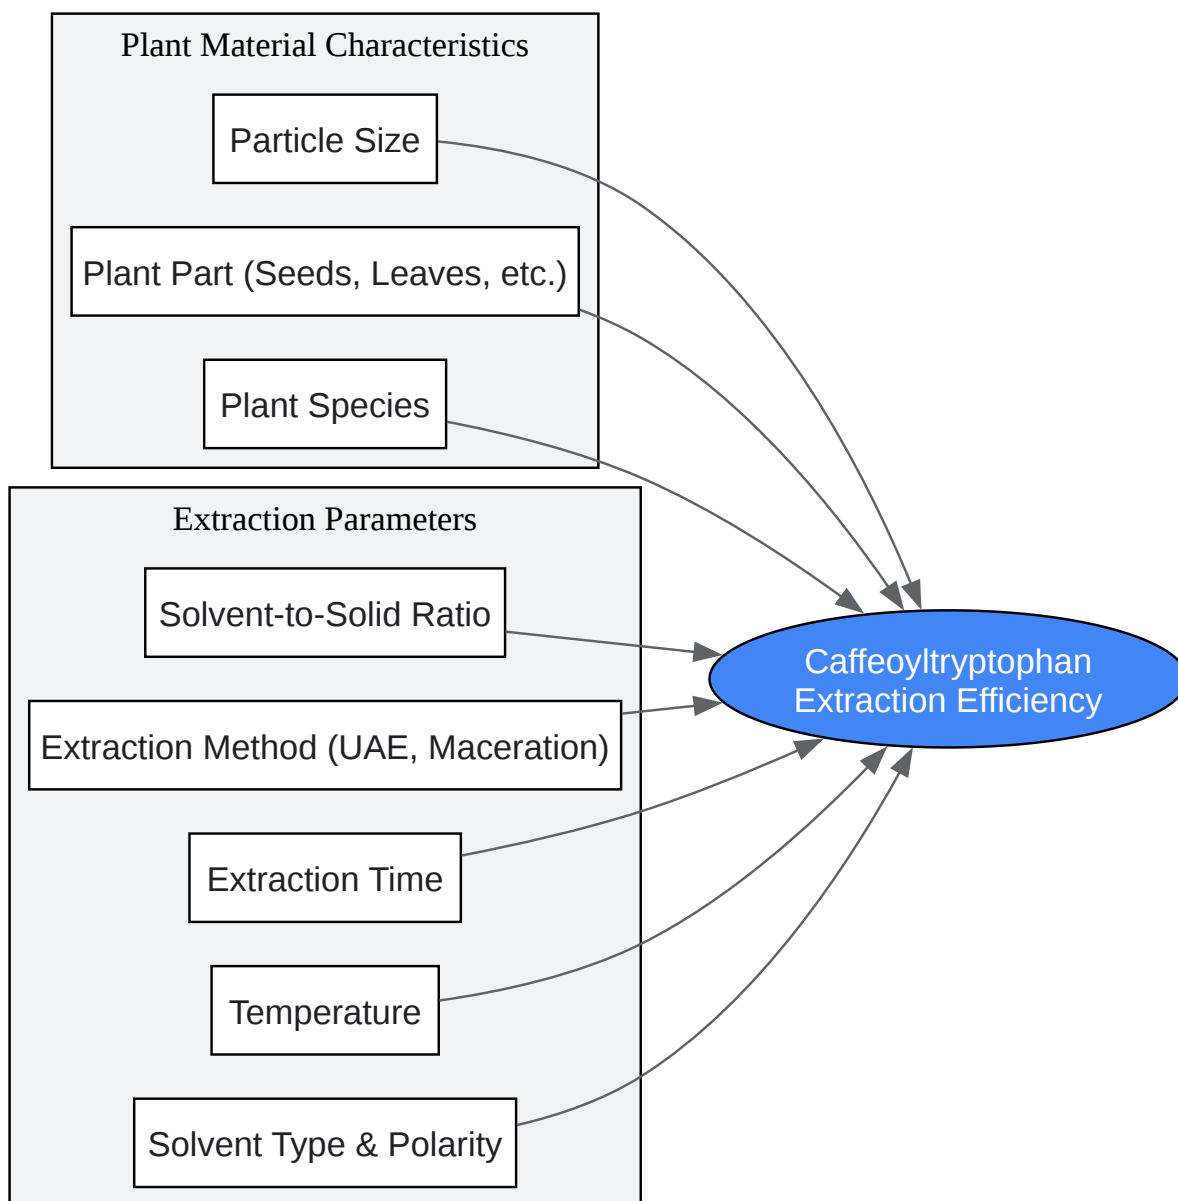 Plant Material Characteristics
Particle Size
Plant Part (Seeds, Leaves, etc.)
Plant Species
Extraction Parameters
Solvent-to-Solid Ratio
Extraction Method (UAE, Maceration)
Extraction Time
Temperature
Solvent Type & Polarity
Caffeoyltryptophan
Extraction Efficiency